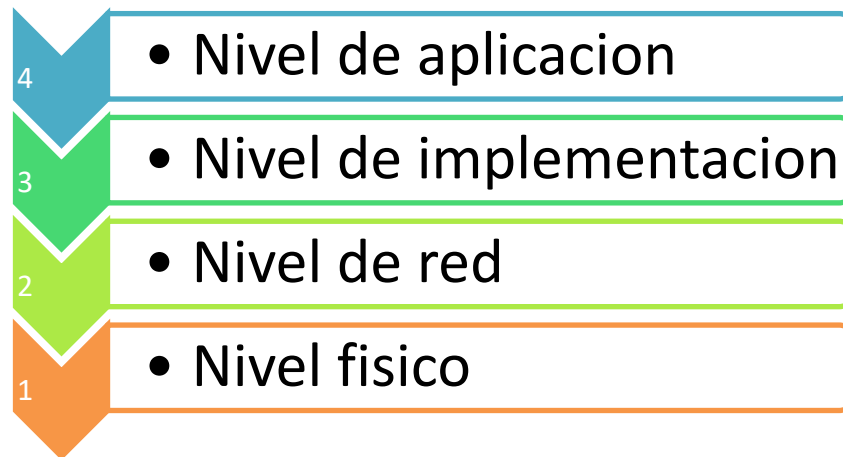 4
• Nivel de aplicacion
3
• Nivel de implementacion
2
• Nivel de red
1
• Nivel fisico